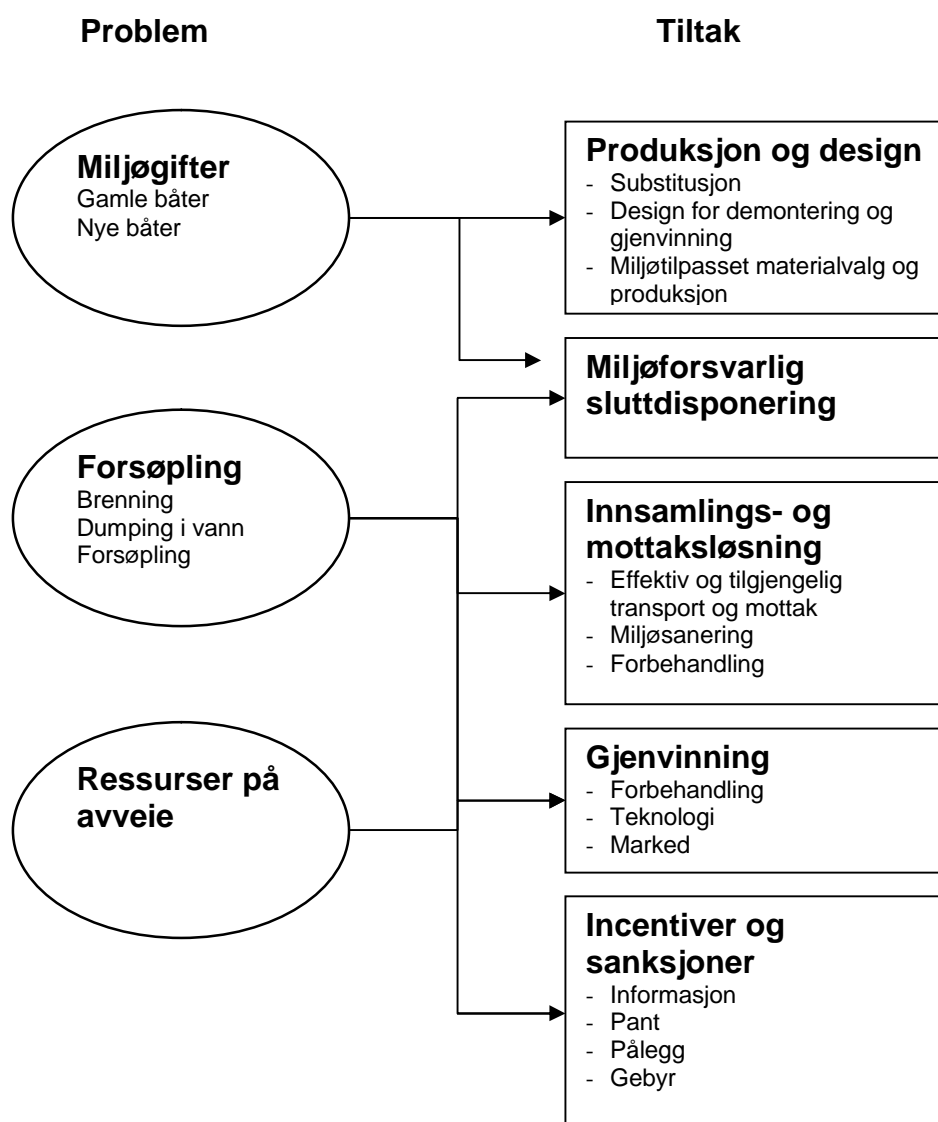 Problem
Tiltak
Miljøgifter
Gamle båter
Nye båter
Produksjon og design
- Substitusjon
- Design for demontering og
gjenvinning
- Miljøtilpasset materialvalg og
produksjon
Miljøforsvarlig
sluttdisponering
Forsøpling
Brenning
Dumping i vann
Forsøpling
Innsamlings- og
mottaksløsning
- Effektiv og tilgjengelig
transport og mottak
- Miljøsanering
- Forbehandling
Ressurser på
avveie
Gjenvinning
- Forbehandling
- Teknologi
- Marked
Incentiver og
sanksjoner
- Informasjon
- Pant
- Pålegg
- Gebyr